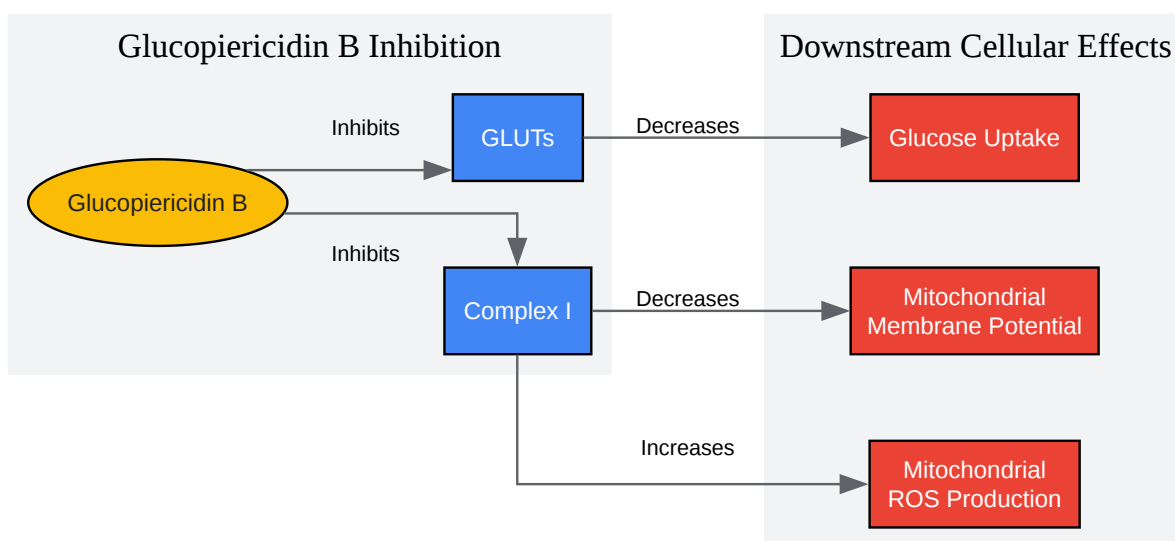 Glucopiericidin B Inhibition
Downstream Cellular Effects
Inhibits
GLUTs
Decreases
Glucose Uptake
Glucopiericidin B
Inhibits
Complex I
Decreases
Mitochondrial
Membrane Potential
Increases
Mitochondrial
ROS Production